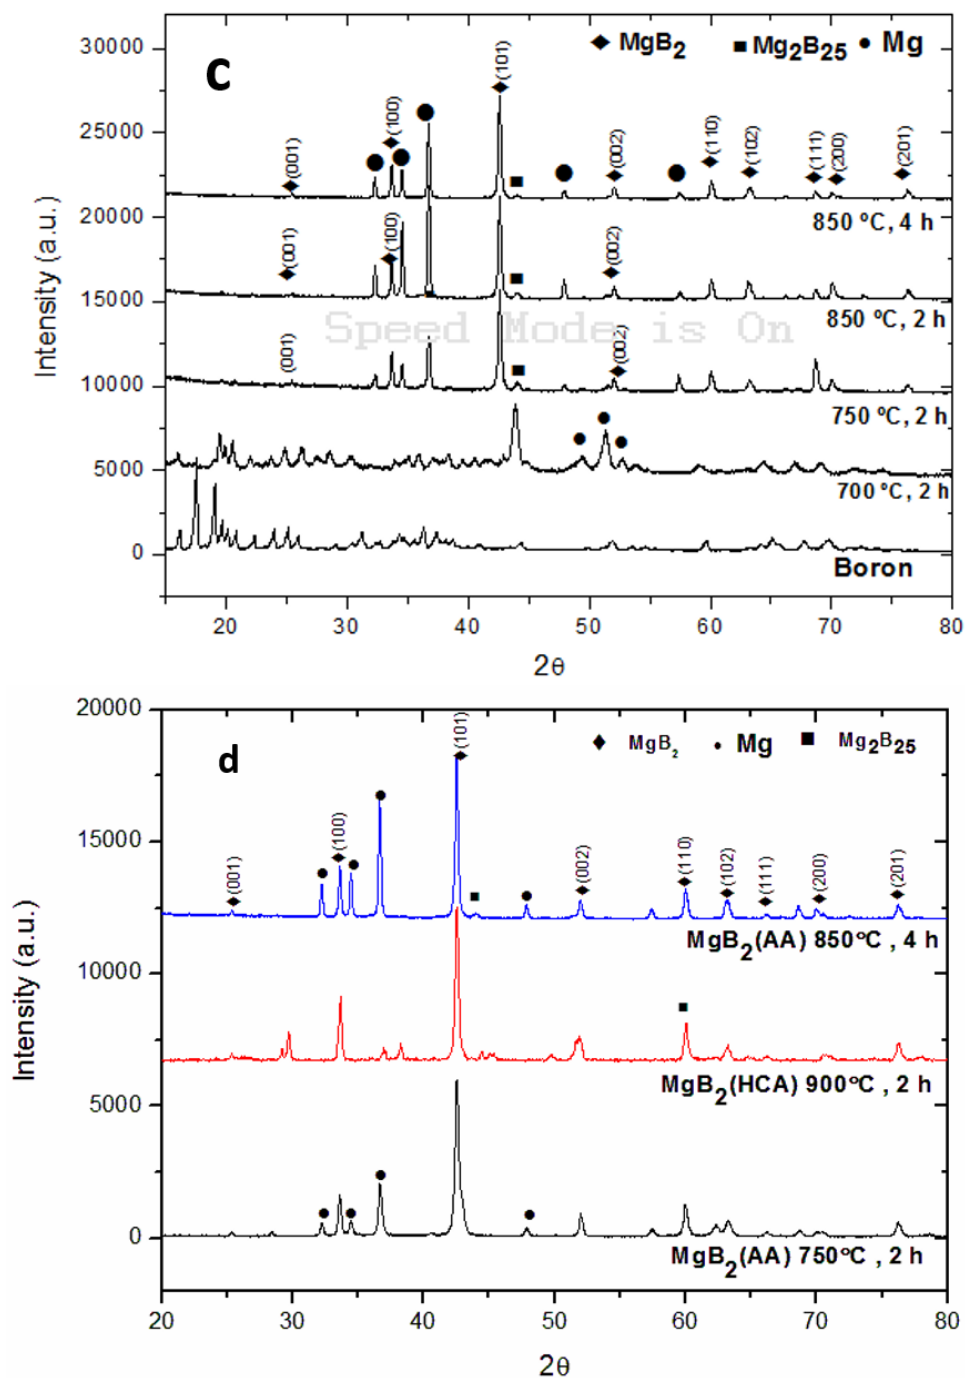 c
MgB2
Mg2B25
Mg
30000
25000
20000
15000
10000
5000
0
Intensity (a.u.)
(001)
(100)
(101)
(002)
(110)
(102)
(111)
(200)
(201)
850 ºC, 4 h
(001)
(100)
(002)
850 ºC, 2 h
Speed Mode is On
(001)
(002)
750 ºC, 2 h
700 ºC, 2 h
Boron
20
30
40
50
60
70
80
2θ
d
MgB2
Mg
Mg2B25
20000
15000
10000
5000
0
Intensity (a.u.)
(001)
(100)
(101)
(002)
(110)
(102)
(111)
(200)
(201)
MgB2(AA) 850°C , 4 h
MgB2(HCA) 900°C , 2 h
MgB2(AA) 750°C , 2 h
20
30
40
50
60
70
80
2θ